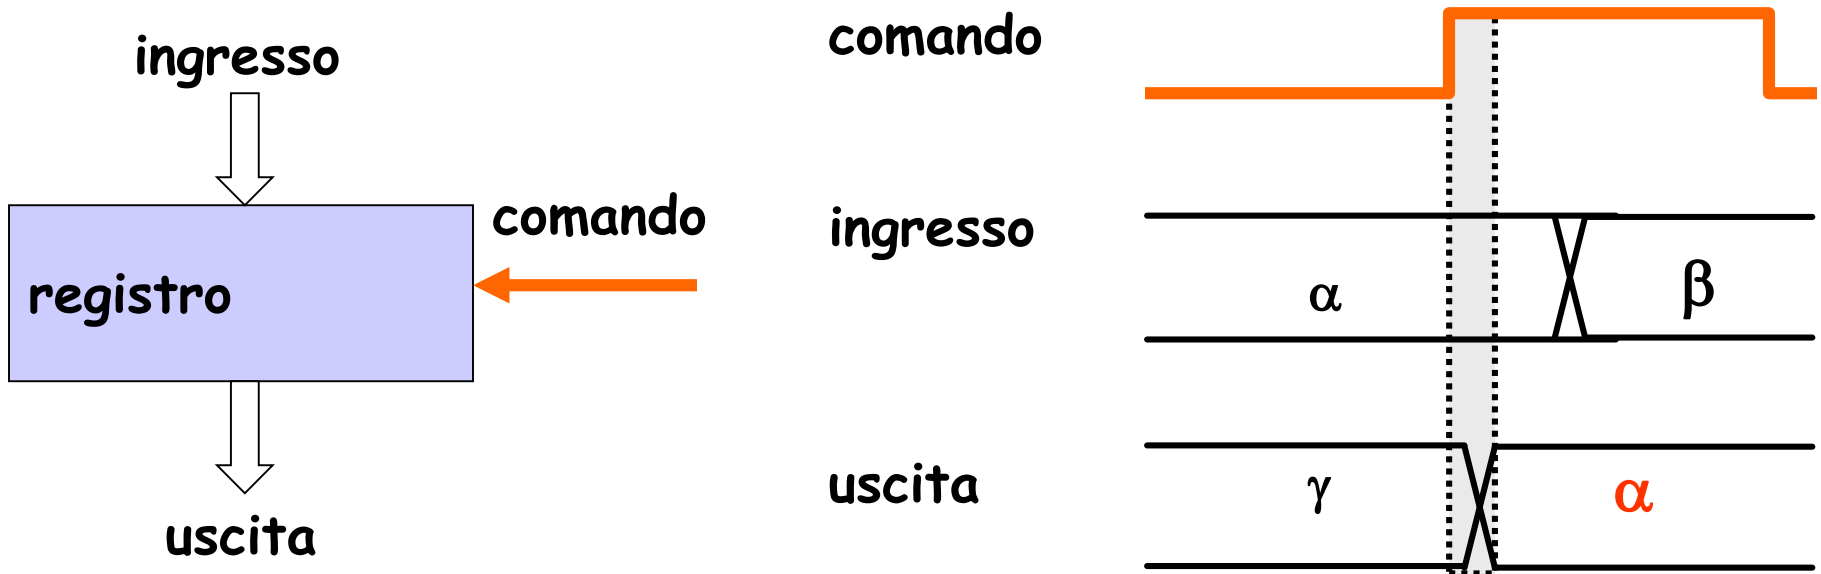 ingresso
comando
registro
uscita
comando
ingresso
α
β
uscita
γ
α